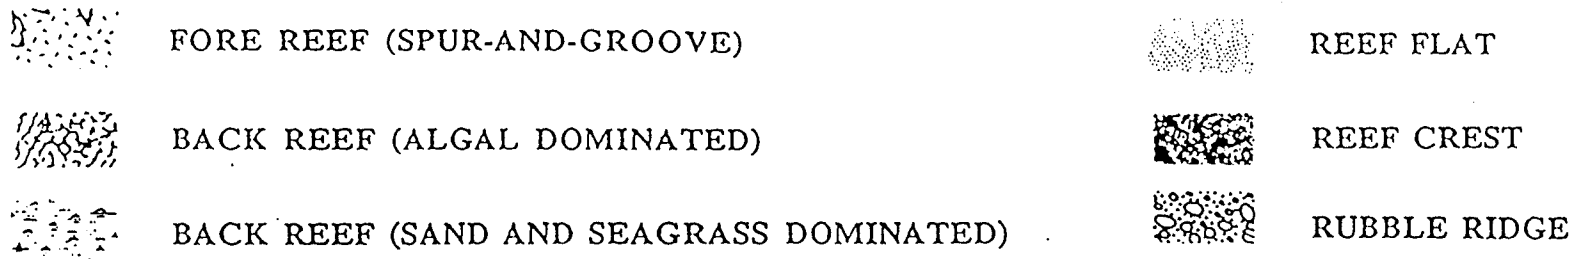 FORE REEF (SPUR-AND-GROOVE)
BACK REEF (ALGAL DOMINATED)
BACK REEF (SAND AND SEAGRASS DOMINATED)
REEF FLAT
REEF CREST
RUBBLE RIDGE